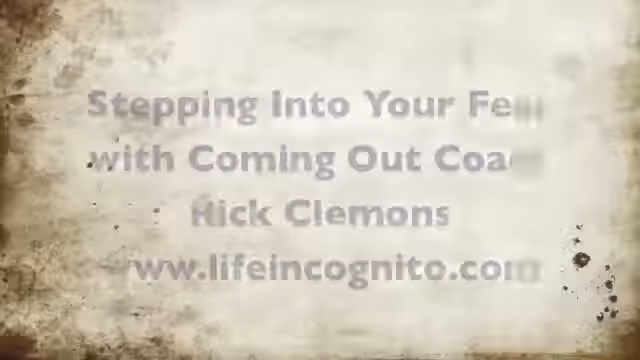 Stepping Into Your
with Coming Out
Rick Clemons
www.lifeincognito.com